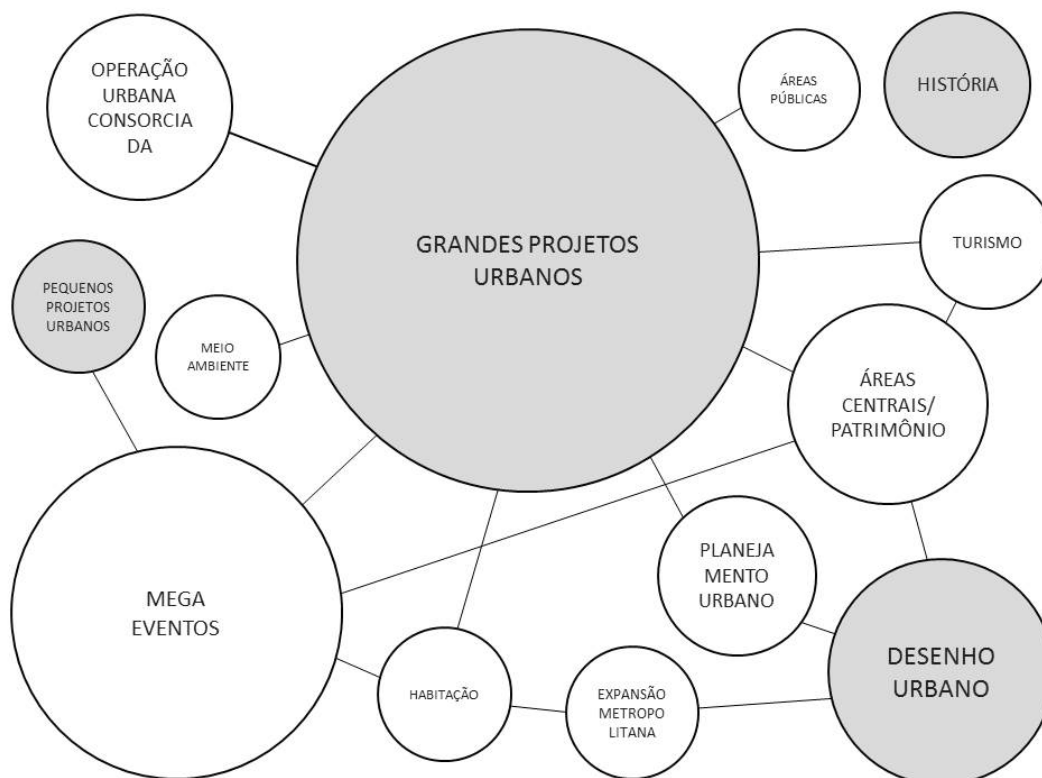 OPERAÇÃO
URBANA
CONSORCIA
DA
GRANDES PROJETOS
URBANOS
ÁREAS
PÚBLICAS
HISTÓRIA
TURISMO
PEQUENOS
PROJETOS
URBANOS
MEIO
AMBIENTE
ÁREAS
CENTRAIS/
PATRIMÔNIO
MEGA
EVENTOS
PLANEJA
MENTO
URBANO
HABITAÇÃO
EXPANSÃO
METROPO
LITANA
DESENHO
URBANO